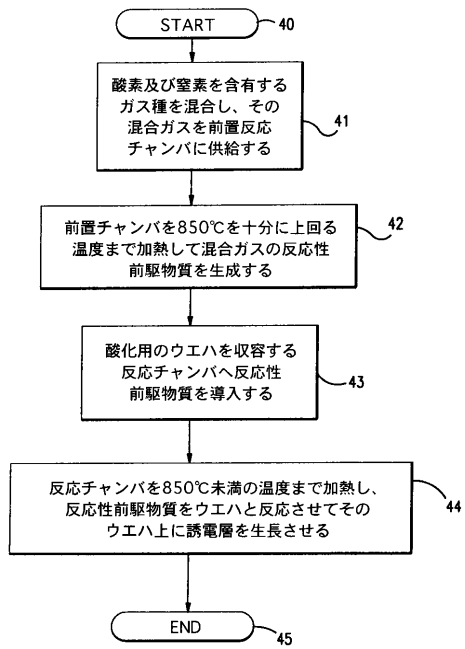 START
40
酸素及び窒素を含有する
ガス種を混合し、その
混合ガスを前置反応
チャンバに供給する
41
前置チャンバを850℃を十分に上回る
温度まで加熱して混合ガスの反応性
前駆物質を生成する
42
酸化用のウエハを収容する
反応チャンバへ反応性
前駆物質を導入する
43
反応チャンバを850℃未満の温度まで加熱し、
反応性前駆物質をウエハと反応させてその
ウエハ上に誘電層を生長させる
44
END
45